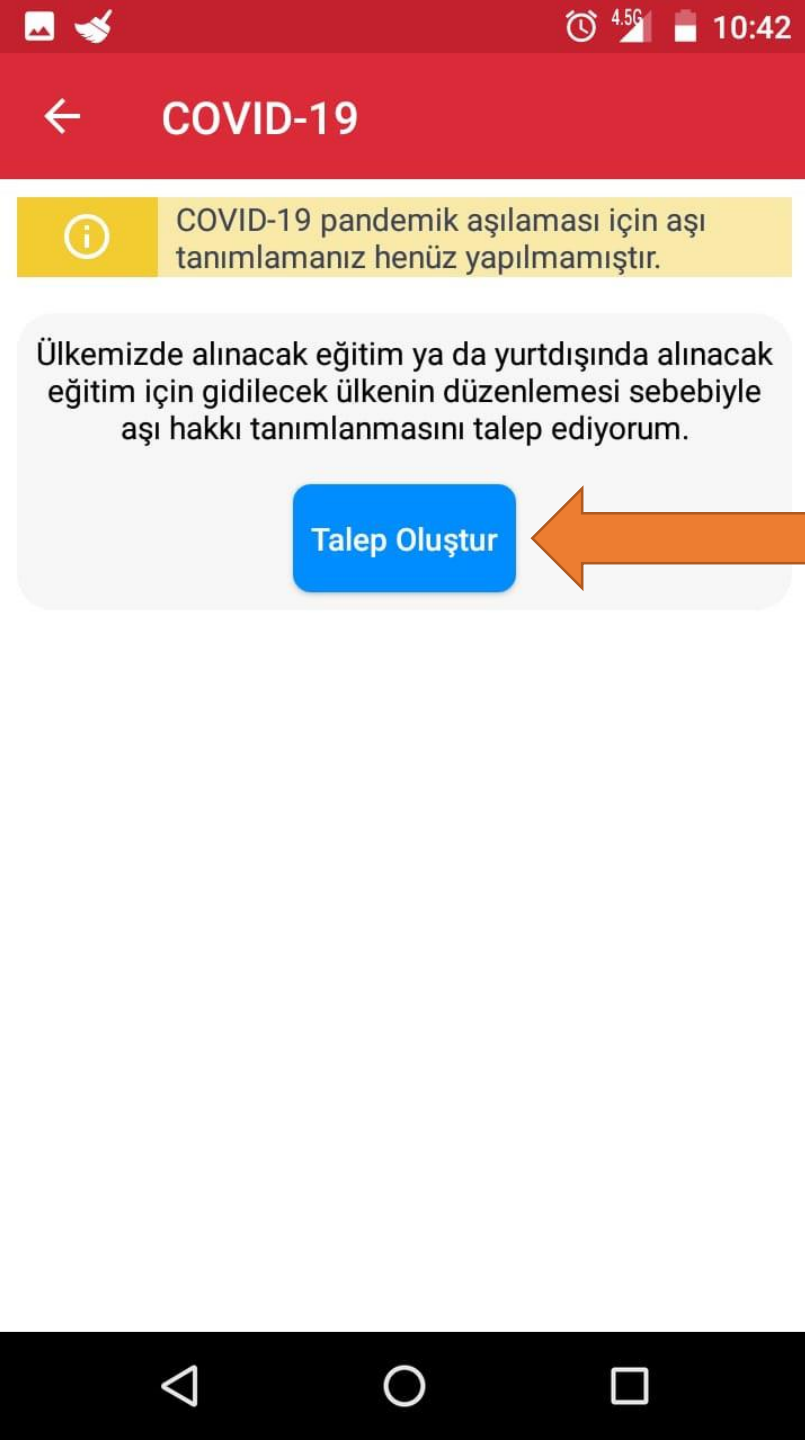 4.5G 10:42
COVID-19
COVID-19 pandemik aşılaması için aşı
tanımlamanız henüz yapılmamıştır.
Ülkemizde alınacak eğitim ya da yurtdışında alınacak
eğitim için gidilecek ülkenin düzenlemesi sebebiyle
aşı hakkı tanımlanmasını talep ediyorum.
Talep Oluştur